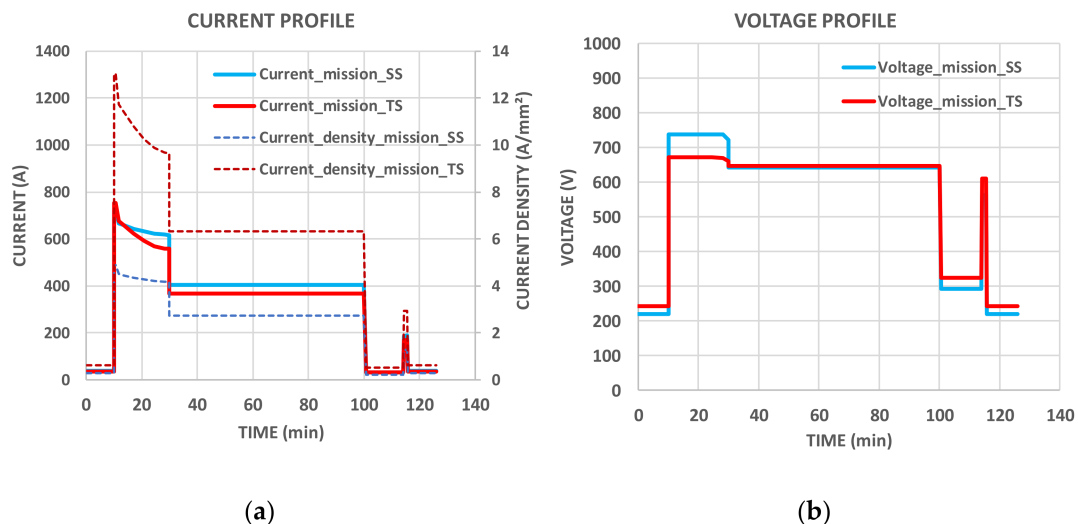 CURRENT PROFILE
1400
1200
1000
800
600
400
200
0
CURRENT (A)
14
12
10
8
6
4
2
0
CURRENT DENSITY (A/mm²)
Current_mission_SS
Current_mission_TS
Current_density_mission_SS
Current_density_mission_TS
0 20 40 60 80 100 120 140
TIME (min)
(a)
VOLTAGE PROFILE
1000
900
800
700
600
500
400
300
200
100
0
VOLTAGE (V)
Voltage_mission_SS
Voltage_mission_TS
0 20 40 60 80 100 120 140
TIME (min)
(b)